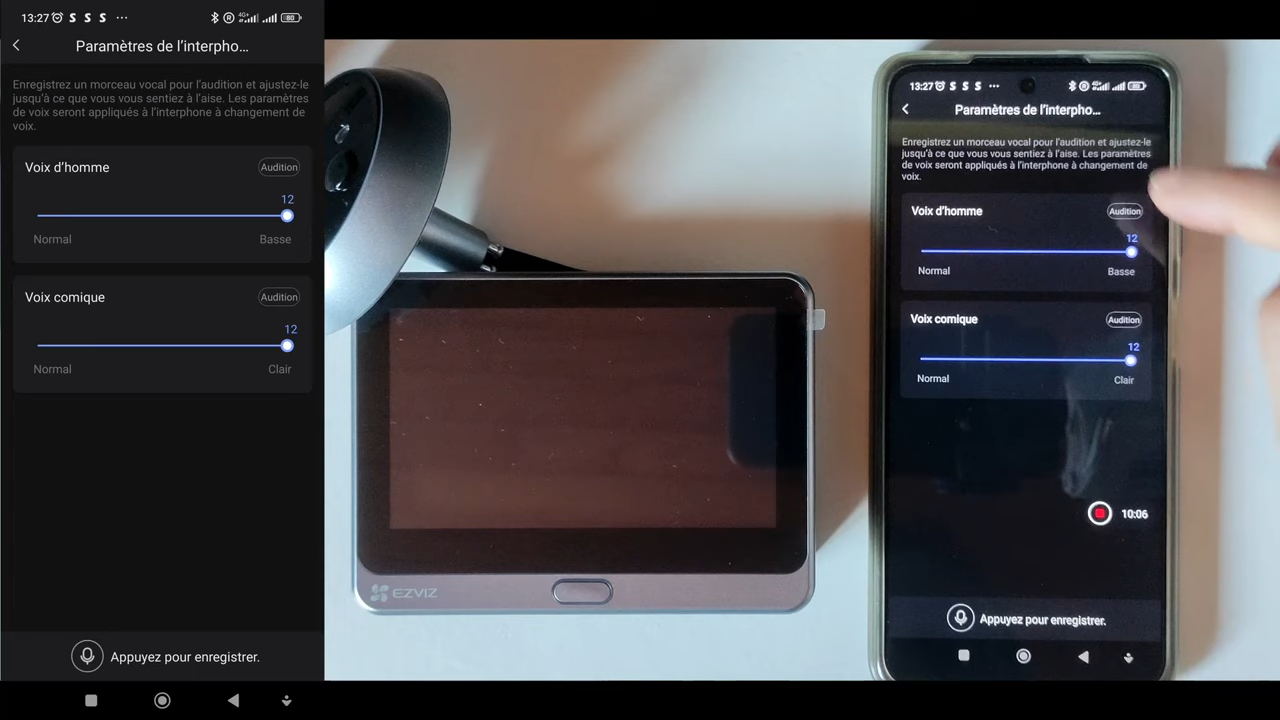 13:27 S S S ... R 4G+ 80
Paramètres de l'interpho...
Enregistrez un morceau vocal pour l'audition et ajustez-le
jusqu'à ce que vous vous sentiez à l'aise. Les paramètres
de voix seront appliqués à l'interphone à changement de
voix.
Voix d'homme Audition
12
Normal Basse
Voix comique Audition
12
Normal Clair
Appuyez pour enregistrer.
EZVIZ
13:27 S S S ... R 4G+
Paramètres de l'interpho...
Enregistrez un morceau vocal pour l'audition et ajustez-le
jusqu'à ce que vous vous sentiez à l'aise. Les paramètres
de voix seront appliqués à l'interphone à changement de
voix.
Voix d'homme Audition
12
Normal Basse
Voix comique Audition
12
Normal Clair
10:06
Appuyez pour enregistrer.